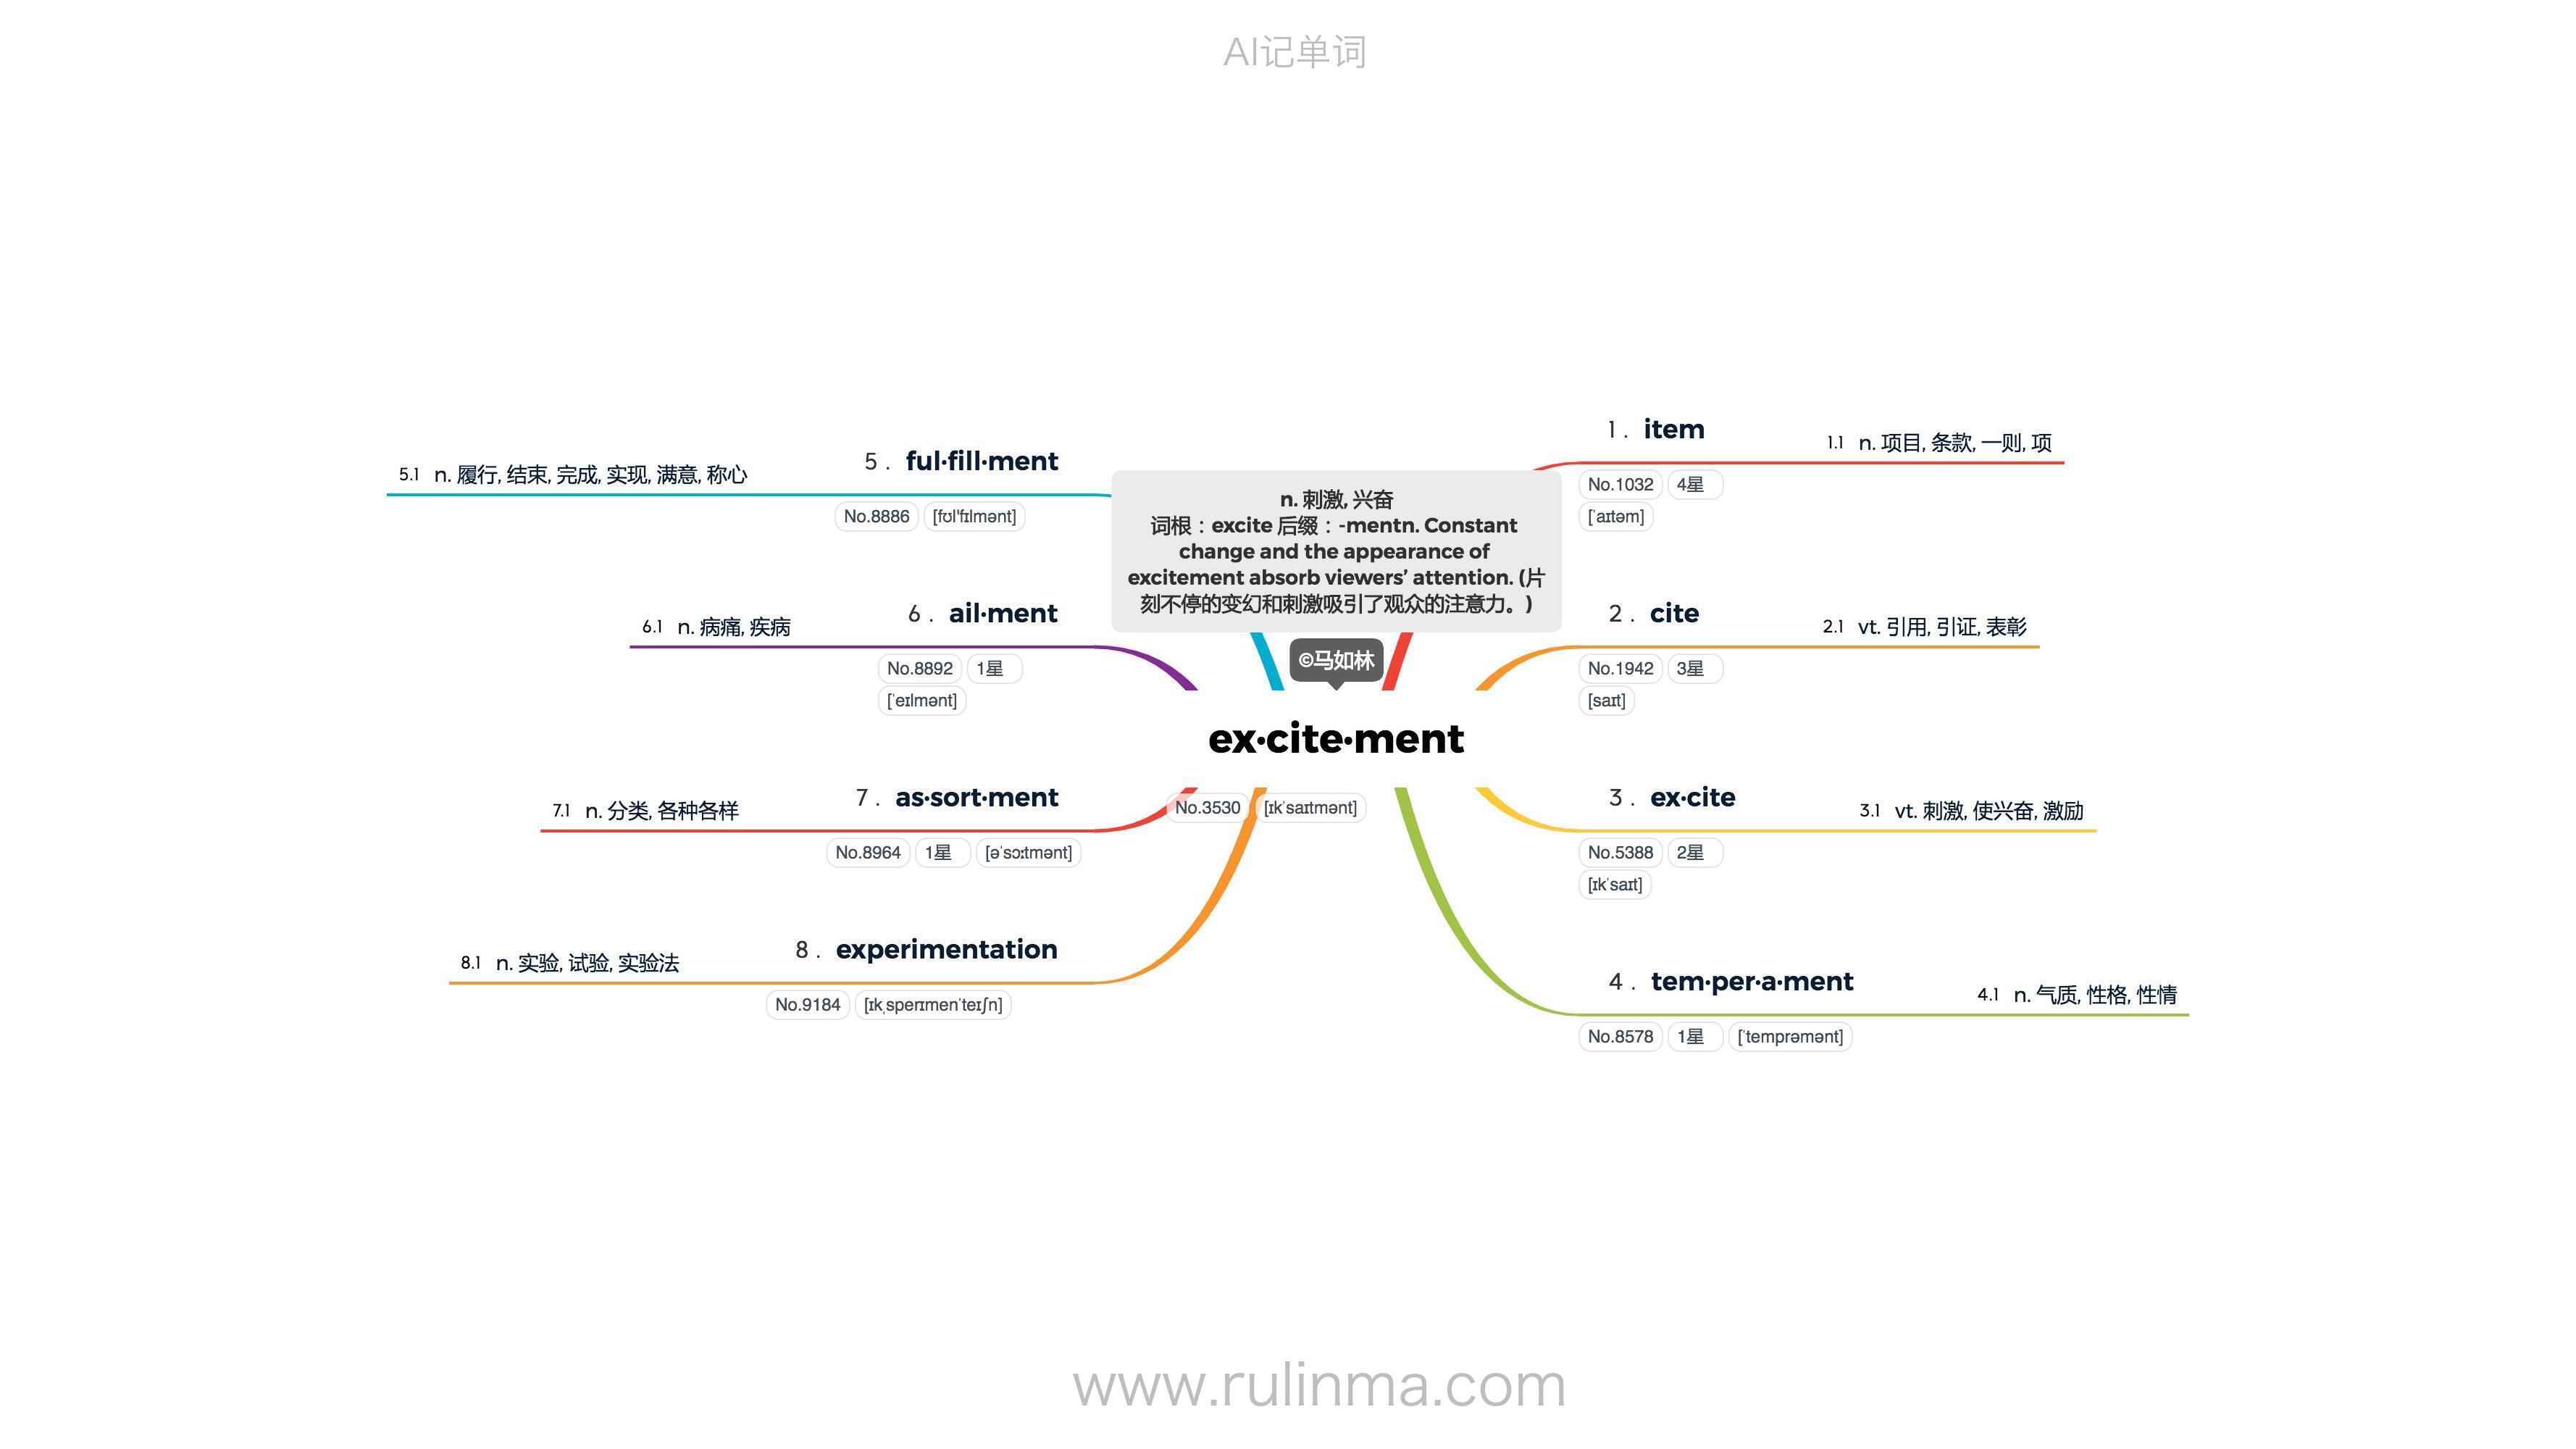 AI记单词
n. 刺激, 兴奋
词根：excite 后缀：-mentn. Constant
change and the appearance of
excitement absorb viewers’ attention. (片
刻不停的变幻和刺激吸引了观众的注意力。)
©马如林
ex·cite·ment
No.3530 [ɪkˈsaɪtmənt]
1 . item
1.1 n. 项目, 条款, 一则, 项
No.1032 4星
[ˈaɪtəm]
2 . cite
2.1 vt. 引用, 引证, 表彰
No.1942 3星
[saɪt]
3 . ex·cite
3.1 vt. 刺激, 使兴奋, 激励
No.5388 2星
[ɪkˈsaɪt]
4 . tem·per·a·ment
4.1 n. 气质, 性格, 性情
No.8578 1星 [ˈtemprəmənt]
5 . ful·fill·ment
5.1 n. 履行, 结束, 完成, 实现, 满意, 称心
No.8886 [fʊl'fɪlmənt]
6 . ail·ment
6.1 n. 病痛, 疾病
No.8892 1星
[ˈeɪlmənt]
7 . as·sort·ment
7.1 n. 分类, 各种各样
No.8964 1星 [əˈsɔːtmənt]
8 . experimentation
8.1 n. 实验, 试验, 实验法
No.9184 [ɪkˌsperɪmenˈteɪʃn]
www.rulinma.com